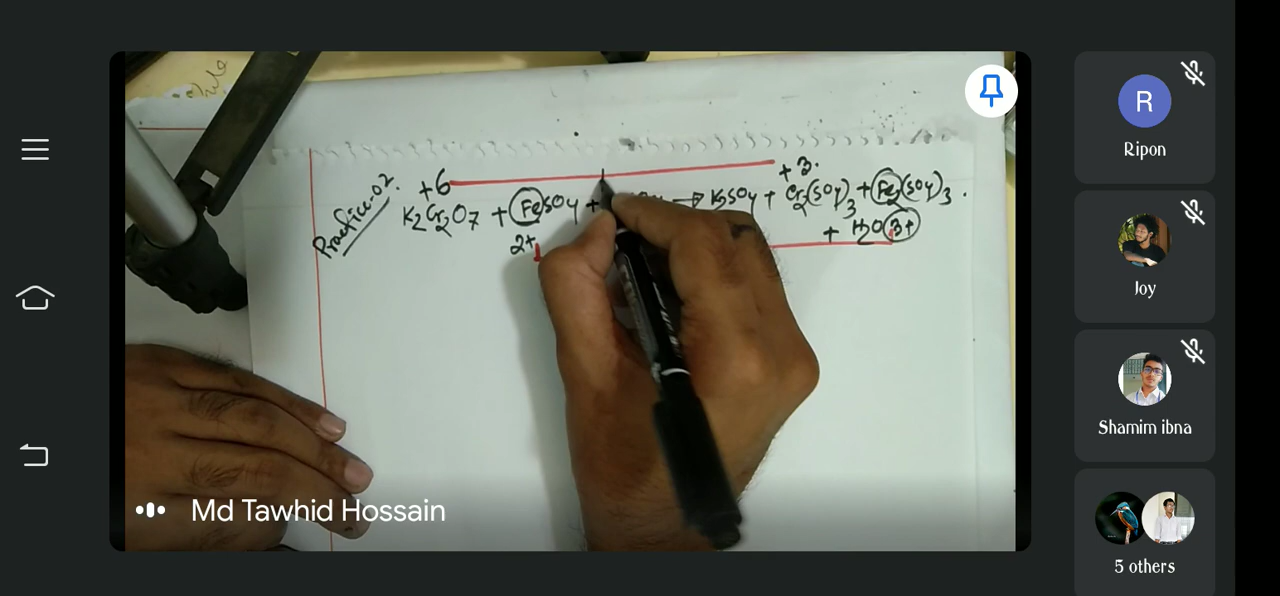 Practice-02.
+6
+3.
K2Cr2O7 + FeSO4 + → K2SO4 + Cr2(SO4)3 + Fe2(SO4)3.
2+
+ H2O 3+
Md Tawhid Hossain
R
Ripon
Joy
Shamim ibna
5 others